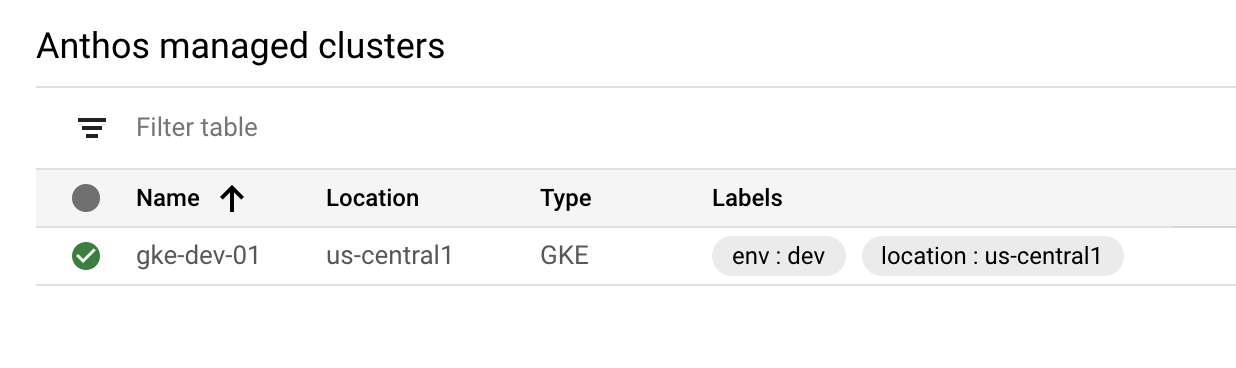 Anthos managed clusters
Filter table
Name Location Type Labels
gke-dev-01 us-central1 GKE env : dev location : us-central1